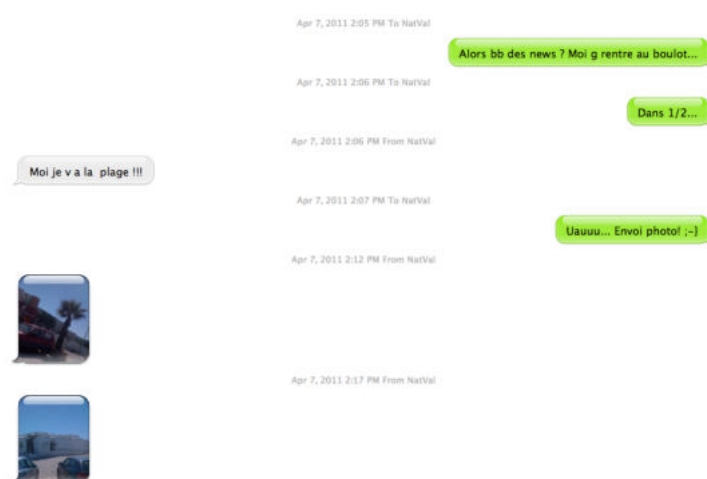 Apr 7, 2011 2:05 PM To NatVal
Alors bb des news ? Moi g rentre au boulot...
Apr 7, 2011 2:06 PM To NatVal
Dans 1/2...
Apr 7, 2011 2:06 PM From NatVal
Moi je v a la  plage !!!
Apr 7, 2011 2:07 PM To NatVal
Uauuu... Envoi photo! ;-)
Apr 7, 2011 2:12 PM From NatVal
Apr 7, 2011 2:17 PM From NatVal